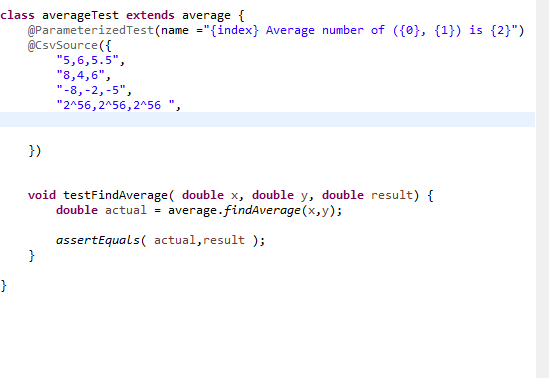 class averageTest extends average {
@ParameterizedTest(name ="{index} Average number of ({0}, {1}) is {2}")
@CsvSource({
"5,6,5.5",
"8,4,6",
"-8,-2,-5",
"2^56,2^56,2^56 ",
})
void testFindAverage( double x, double y, double result) {
double actual = average.findAverage(x,y);
assertEquals( actual,result );
}
}